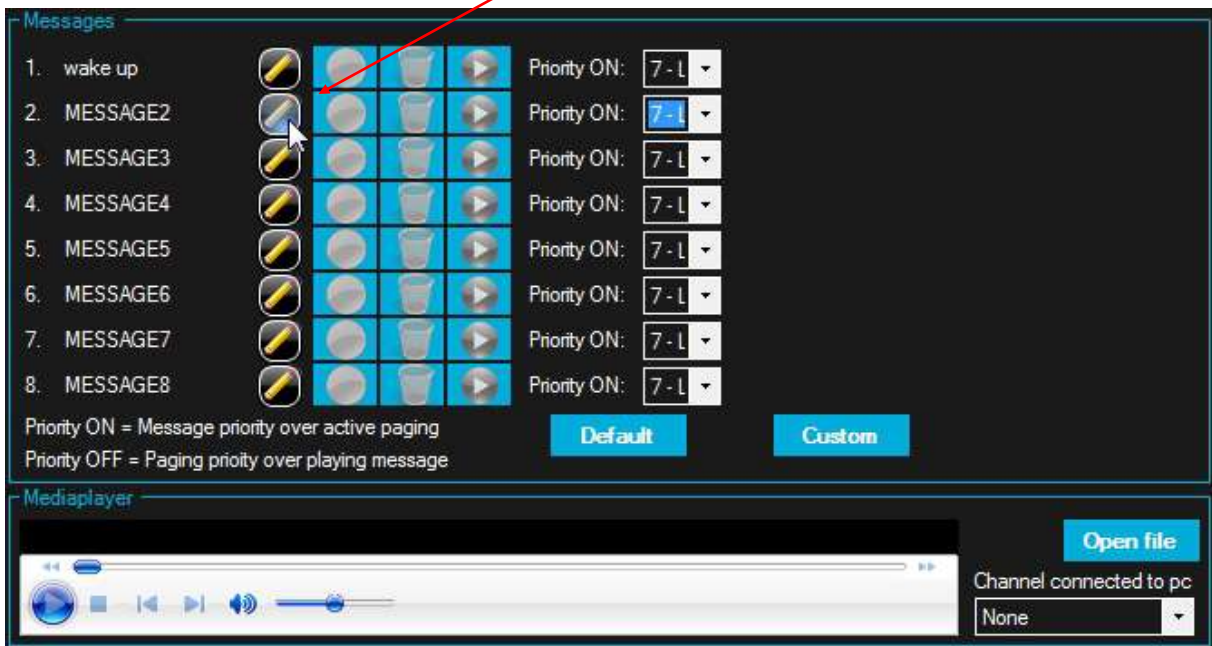 Messages
1. wake up Priority ON: 7 - L
2. MESSAGE2 Priority ON: 7 - L
3. MESSAGE3 Priority ON: 7 - L
4. MESSAGE4 Priority ON: 7 - L
5. MESSAGE5 Priority ON: 7 - L
6. MESSAGE6 Priority ON: 7 - L
7. MESSAGE7 Priority ON: 7 - L
8. MESSAGE8 Priority ON: 7 - L
Priority ON = Message priority over active paging
Default Custom
Priority OFF = Paging prioity over playing message
Mediaplayer
Open file
Channel connected to pc
None